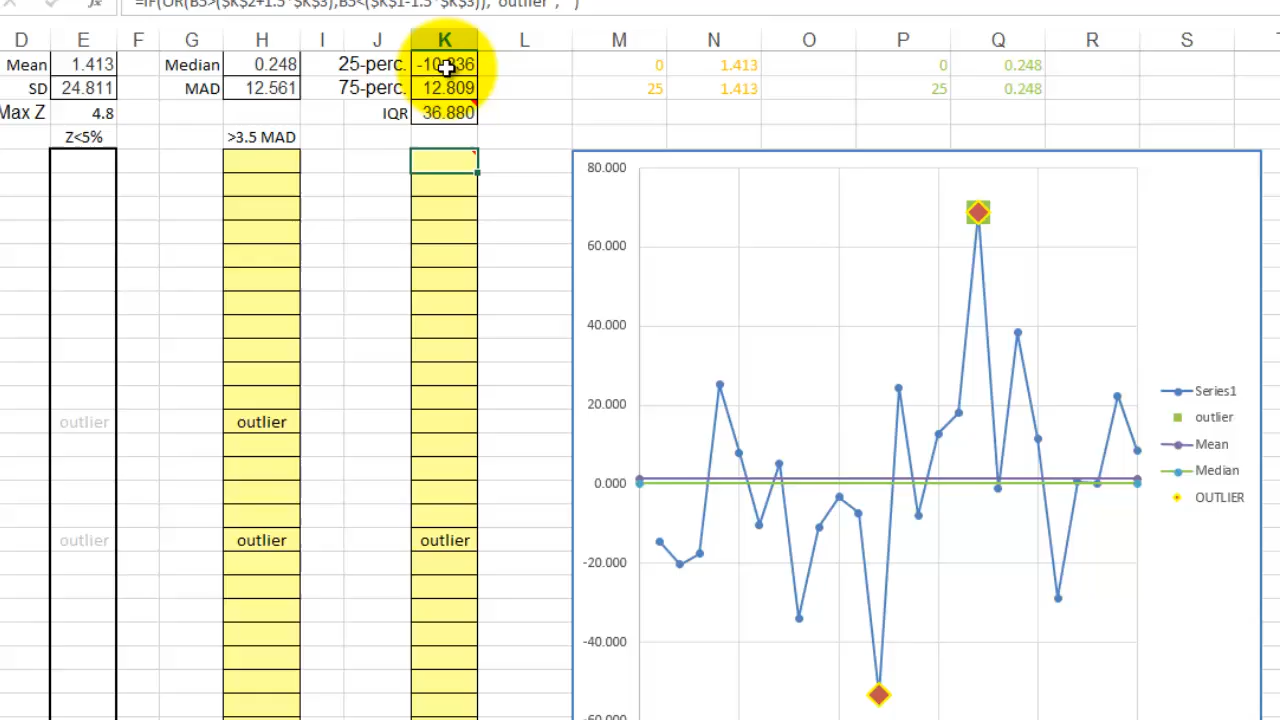 =IF(OR(B5>($K$2+1.5*$K$3),B5<($K$1-1.5*$K$3)),"outlier","")
D E F G H I J K L M N O P Q R S
Mean 1.413 Median 0.248 25-perc. 0 1.413 0 0.248
SD 24.811 MAD 12.561 75-perc. 12.809 25 1.413 25 0.248
Max Z 4.8 IQR 36.880
Z<5% >3.5 MAD
80.000
60.000
40.000
Series1
20.000
outlier
outlier outlier
Mean
Median
0.000
OUTLIER
outlier outlier outlier
-20.000
-40.000
-60.000